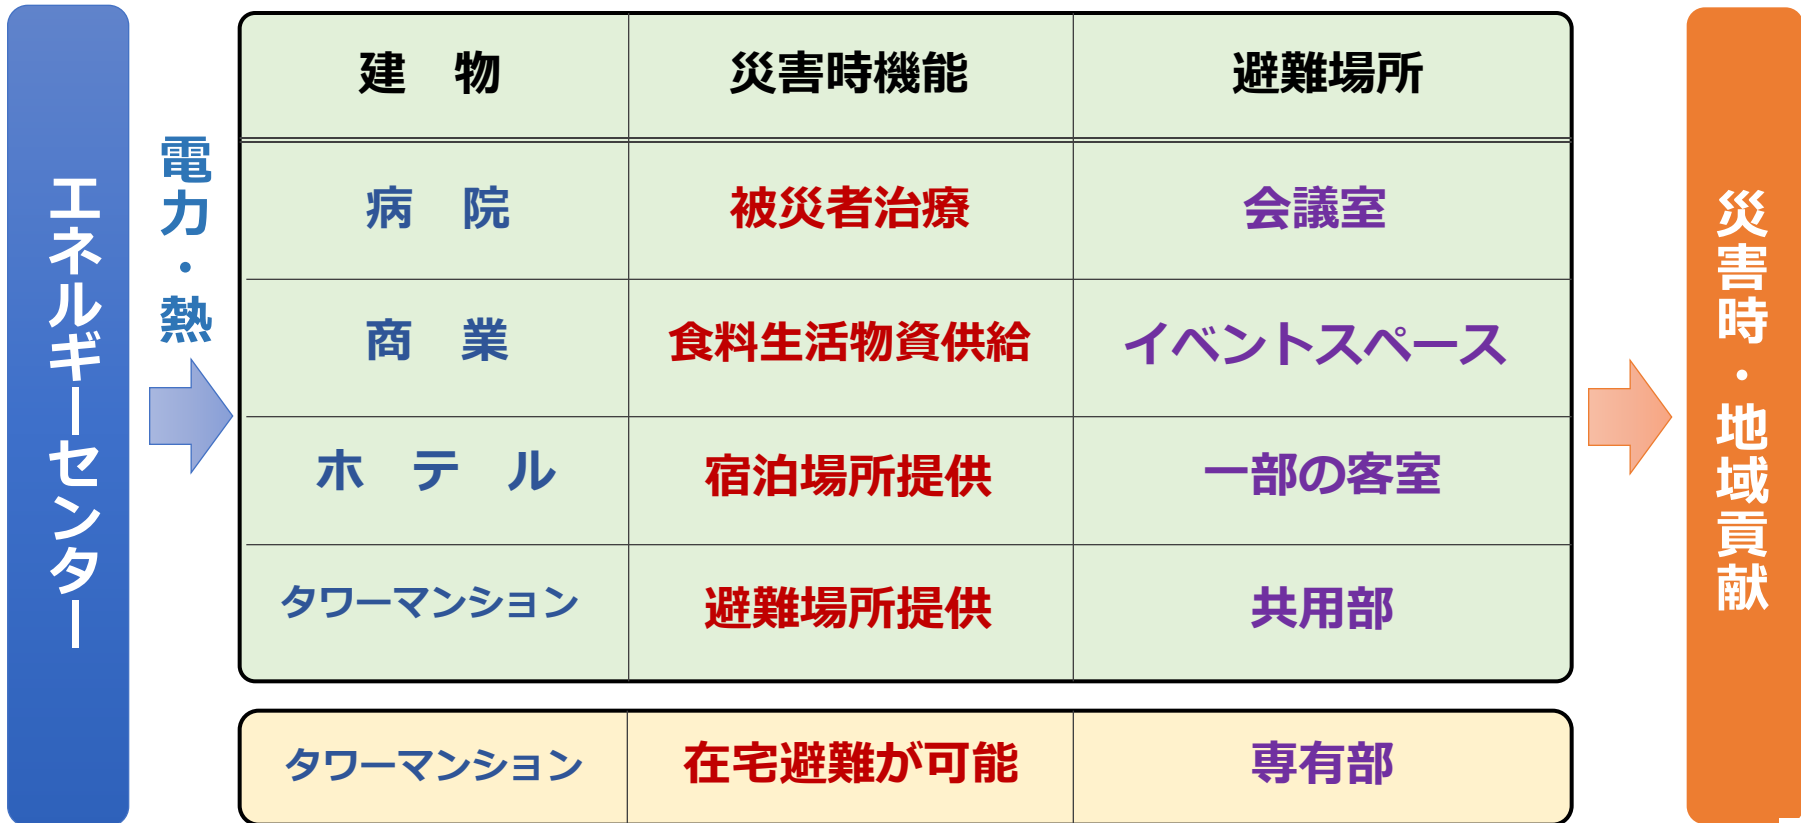 エネルギーセンター
電力・熱
建　物　災害時機能　避難場所
病　院　被災者治療　会議室
商　業　食料生活物資供給　イベントスペース
ホ　テ　ル　宿泊場所提供　一部の客室
タワーマンション　避難場所提供　共用部
タワーマンション　在宅避難が可能　専有部
災害時・地域貢献